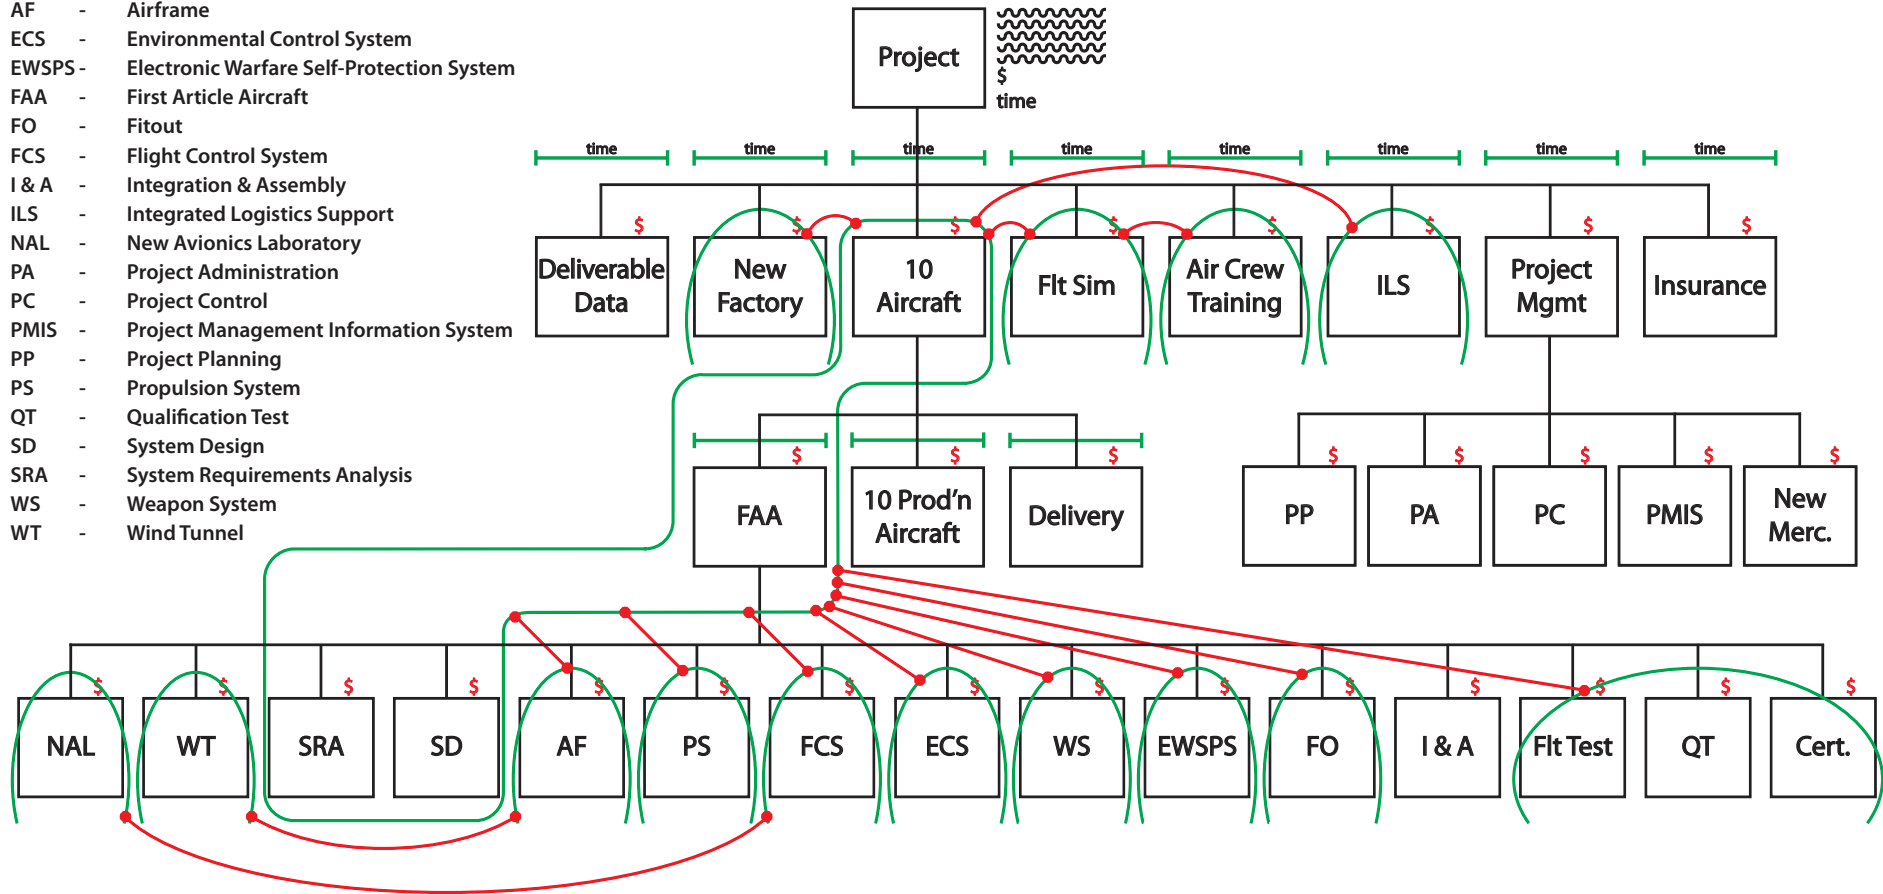 AF - Airframe
ECS - Environmental Control System
EWSPS - Electronic Warfare Self-Protection System
FAA - First Article Aircraft
FO - Fitout
FCS - Flight Control System
I & A - Integration & Assembly
ILS - Integrated Logistics Support
NAL - New Avionics Laboratory
PA - Project Administration
PC - Project Control
PMIS - Project Management Information System
PP - Project Planning
PS - Propulsion System
QT - Qualification Test
SD - System Design
SRA - System Requirements Analysis
WS - Weapon System
WT - Wind Tunnel
Project
$
time
time time time time time time time time
$ $ $ $ $ $ $ $
Deliverable
Data
New
Factory
10
Aircraft
Flt Sim
Air Crew
Training
ILS
Project
Mgmt
Insurance
$ $ $ $ $ $ $ $
FAA
10 Prod'n
Aircraft
Delivery
PP
PA
PC
PMIS
New
Merc.
$ $ $ $ $ $ $ $ $ $ $ $ $ $ $
NAL
WT
SRA
SD
AF
PS
FCS
ECS
WS
EWSPS
FO
I & A
Flt Test
QT
Cert.